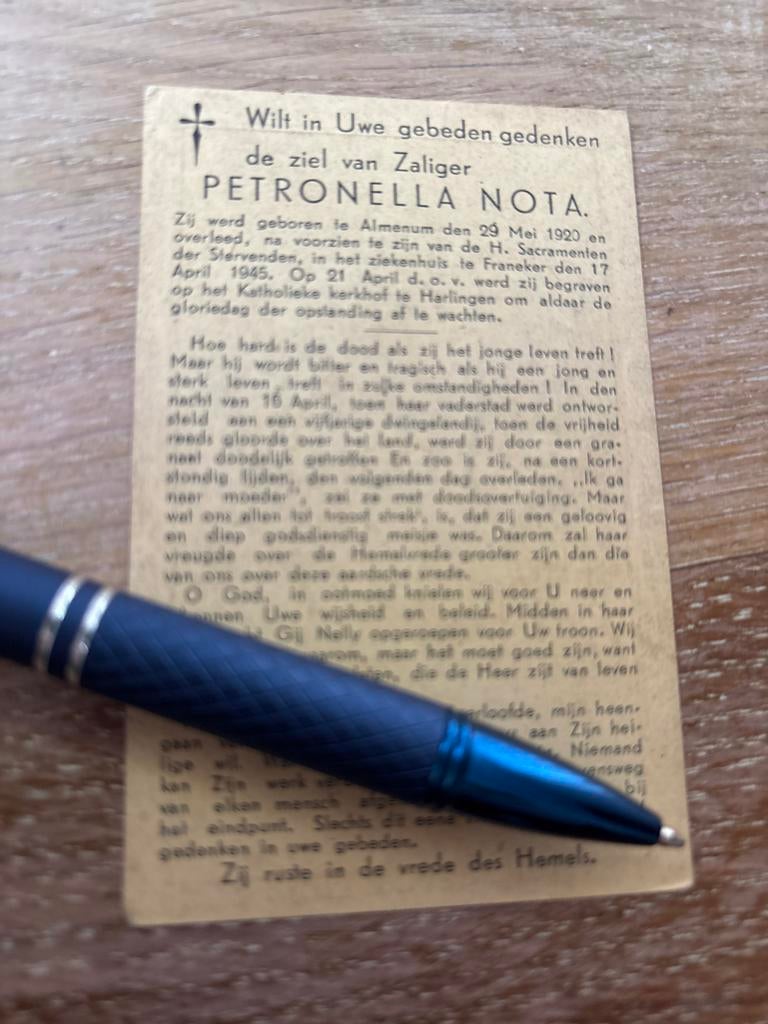 Wilt in Uwe gebeden gedenken
de ziel van Zaliger
PETRONELLA NOTA.
Zij werd geboren te Almenum den 29 Mei 1920 en
overleed, na voorzien te zijn van de H. Sacramenten
der Stervenden, in het ziekenhuis te Franeker den 17
April 1945. Op 21 April d. o. v. werd zij begraven
op het Katholieke kerkhof te Harlingen om aldaar de
gloriedag der opstanding af te wachten.
Hoe hard is de dood als zij het jonge leven treft!
Maar hij wordt bitter en tragisch als hij een jong en
sterk leven treft in zulke omstandigheden! In den
nacht van 16 April, toen haar vaderstad werd ontwor-
steld aan een vijfjarige dwingelandij, toen de vrijheid
reeds gloorde over het land, werd zij door een gra-
naat doodelijk getroffen En zoo is zij, na een kort-
stondig lijden, den volgenden dag overleden. „Ik ga
naar moeder", zei ze met doodsovertuiging. Maar
wat ons allen tot troost strekt, is, dat zij een geloovig
en diep godsdienstig meisje was. Daarom zal haar
vreugde over de Hemelvrede grooter zijn dan die
van ons over deze aardsche vrede.
O God, in ootmoed knielen wij voor U neer en
Uwe wijsheid en beleid. Midden in haar
Gij Nelly opgeroepen voor Uw troon. Wij
maar het moet goed zijn, want
die de Heer zijt van leven
mijn heen-
gaan aan Zijn hei-
lige wil. Niemand
kan Zijn werk
van elken mensch bij
het eindpunt. Slechts dit eene
gedenken in uwe gebeden.
Zij ruste in de vrede des Hemels.